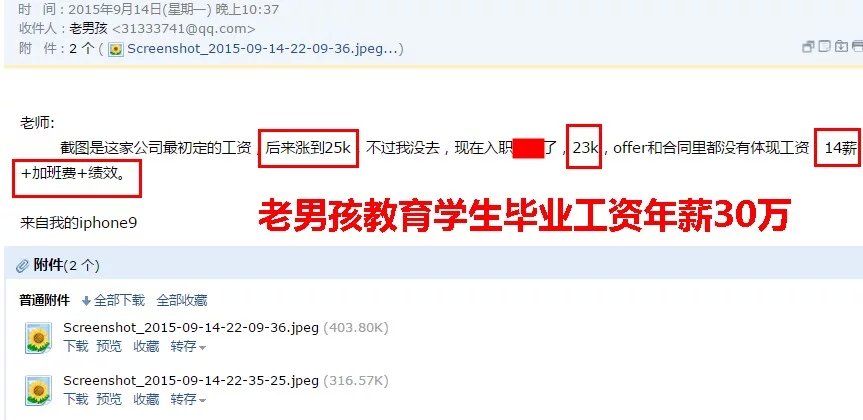 时 间：2015年9月14日(星期一) 晚上10:37
收件人：老男孩 <31333741@qq.com>
附 件：2 个 ( Screenshot_2015-09-14-22-09-36.jpeg...)
老师:
截图是这家公司最初定的工资，后来涨到25k，不过我没去，现在入职 了，23k，offer和合同里都没有体现工资 14薪
+加班费+绩效。
老男孩教育学生毕业工资年薪30万
来自我的iphone9
附件(2 个)
普通附件 全部下载 全部收藏
Screenshot_2015-09-14-22-09-36.jpeg (403.80K)
下载 预览 收藏 转存
Screenshot_2015-09-14-22-35-25.jpeg (316.57K)
下载 预览 收藏 转存